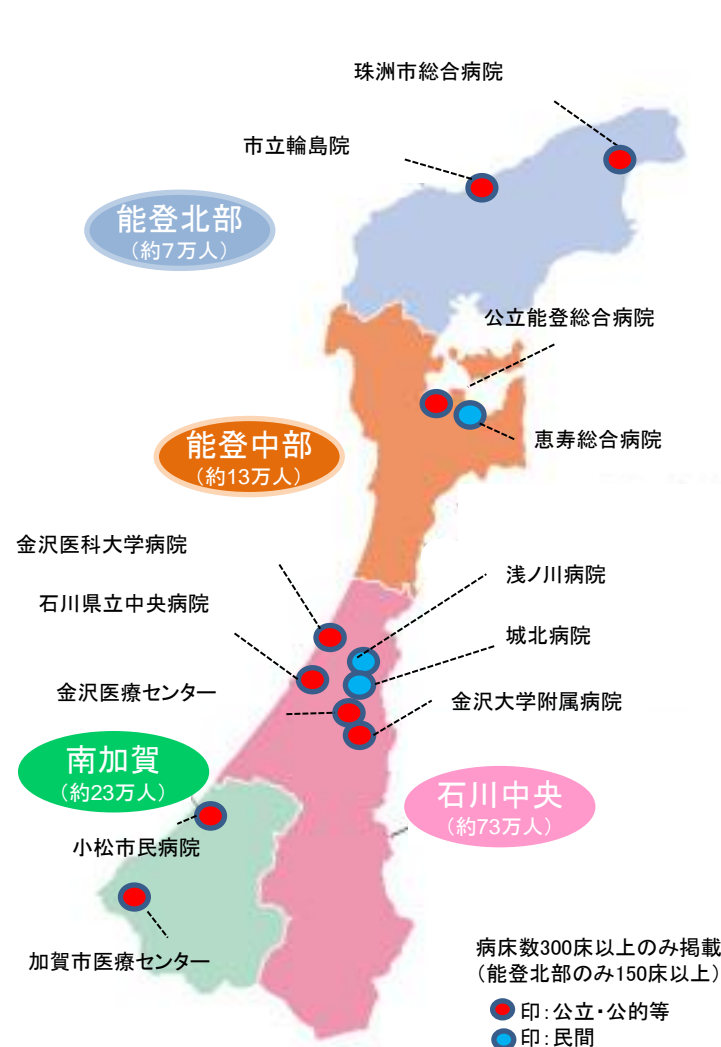 珠洲市総合病院
市立輪島院
能登北部
(約7万人)
公立能登総合病院
恵寿総合病院
能登中部
(約13万人)
金沢医科大学病院
浅ノ川病院
石川県立中央病院
城北病院
金沢医療センター
金沢大学附属病院
南加賀
(約23万人)
石川中央
(約73万人)
小松市民病院
加賀市医療センター
病床数300床以上のみ掲載
(能登北部のみ150床以上)
印:公立・公的等
印:民間